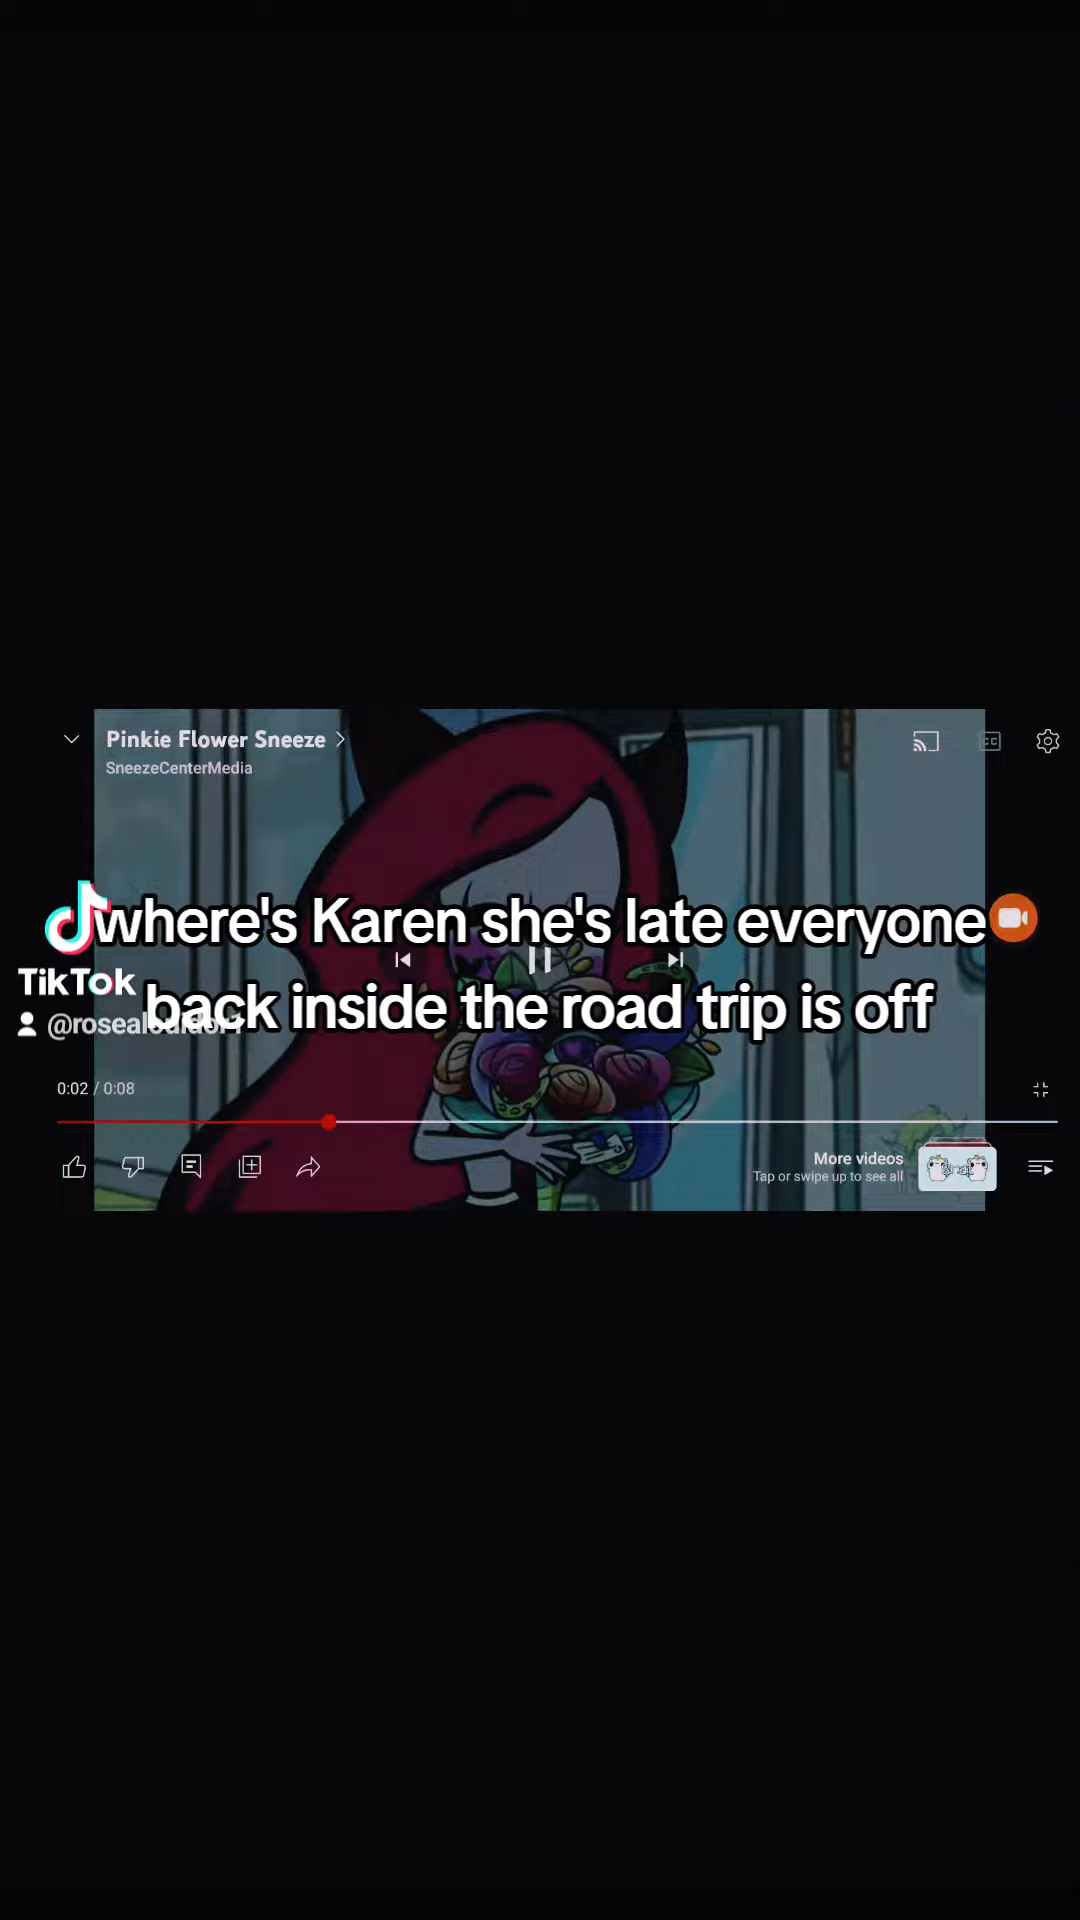 Pinkie Flower Sneeze
SneezeCenterMedia
CC
where's Karen she's late everyone
back inside the road trip is off
TikTok
0:02 / 0:08
More videos
Tap or swipe up to see all